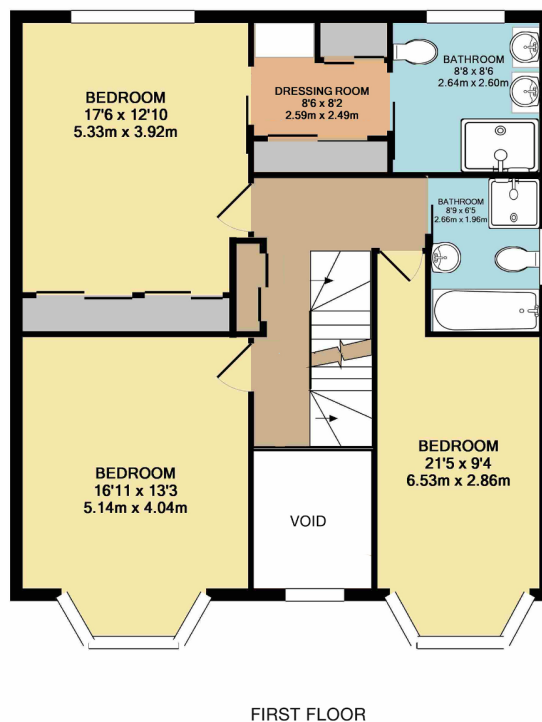 BEDROOM
17'6 x 12'10
5.33m x 3.92m
DRESSING ROOM
8'6 x 8'2
2.59m x 2.49m
BATHROOM
8'8 x 8'6
2.64m x 2.60m
BATHROOM
8'9 x 6'5
2.66m x 1.96m
BEDROOM
16'11 x 13'3
5.14m x 4.04m
BEDROOM
21'5 x 9'4
6.53m x 2.86m
VOID
FIRST FLOOR